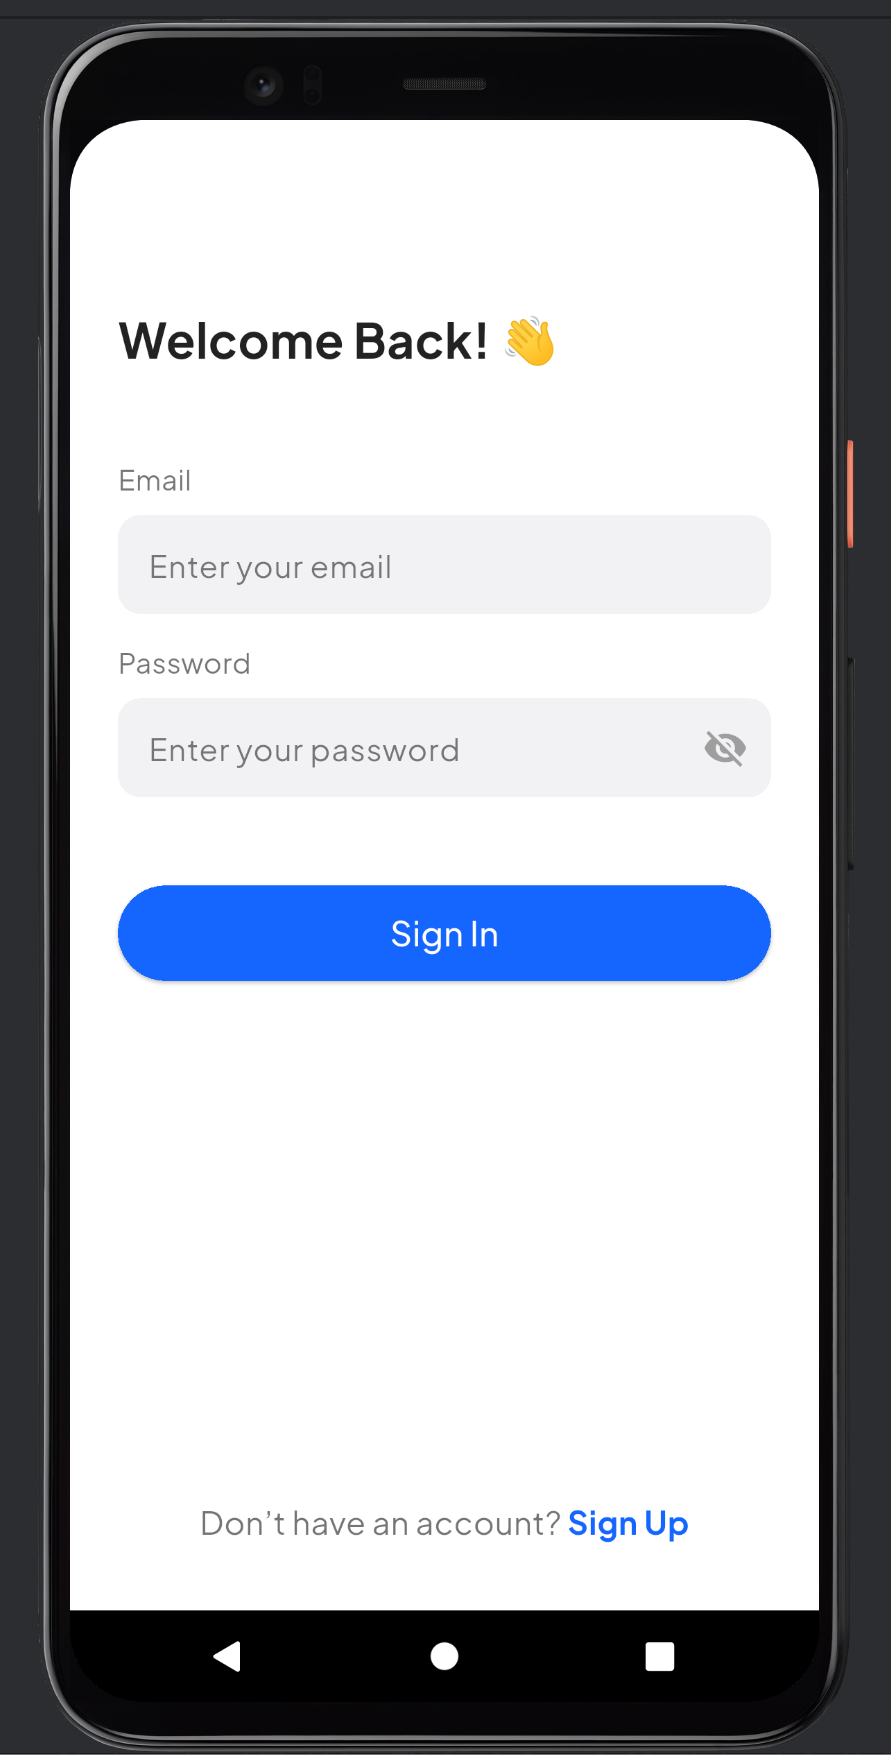 Welcome Back! 👋
Email
Enter your email
Password
Enter your password
Sign In
Don’t have an account? Sign Up